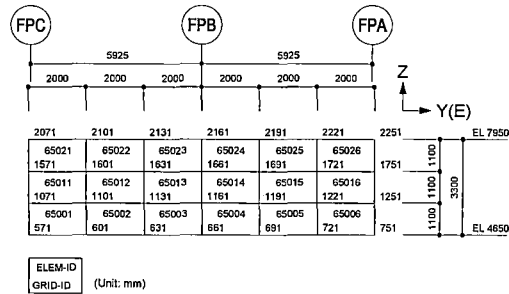 FPC FPB FPA
5925 5925
2000 2000 2000 2000 2000 2000
Z
Y(E)
2071 2101 2131 2161 2191 2221 2251 EL 7950
65021 65022 65023 65024 65025 65026
1571 1601 1631 1661 1691 1721 1751
65011 65012 65013 65014 65015 65016
1071 1101 1131 1161 1191 1221 1251
65001 65002 65003 65004 65005 65006
571 601 631 661 691 721 751 EL 4650
1100
1100
1100
3300
ELEM-ID
GRID-ID (Unit: mm)